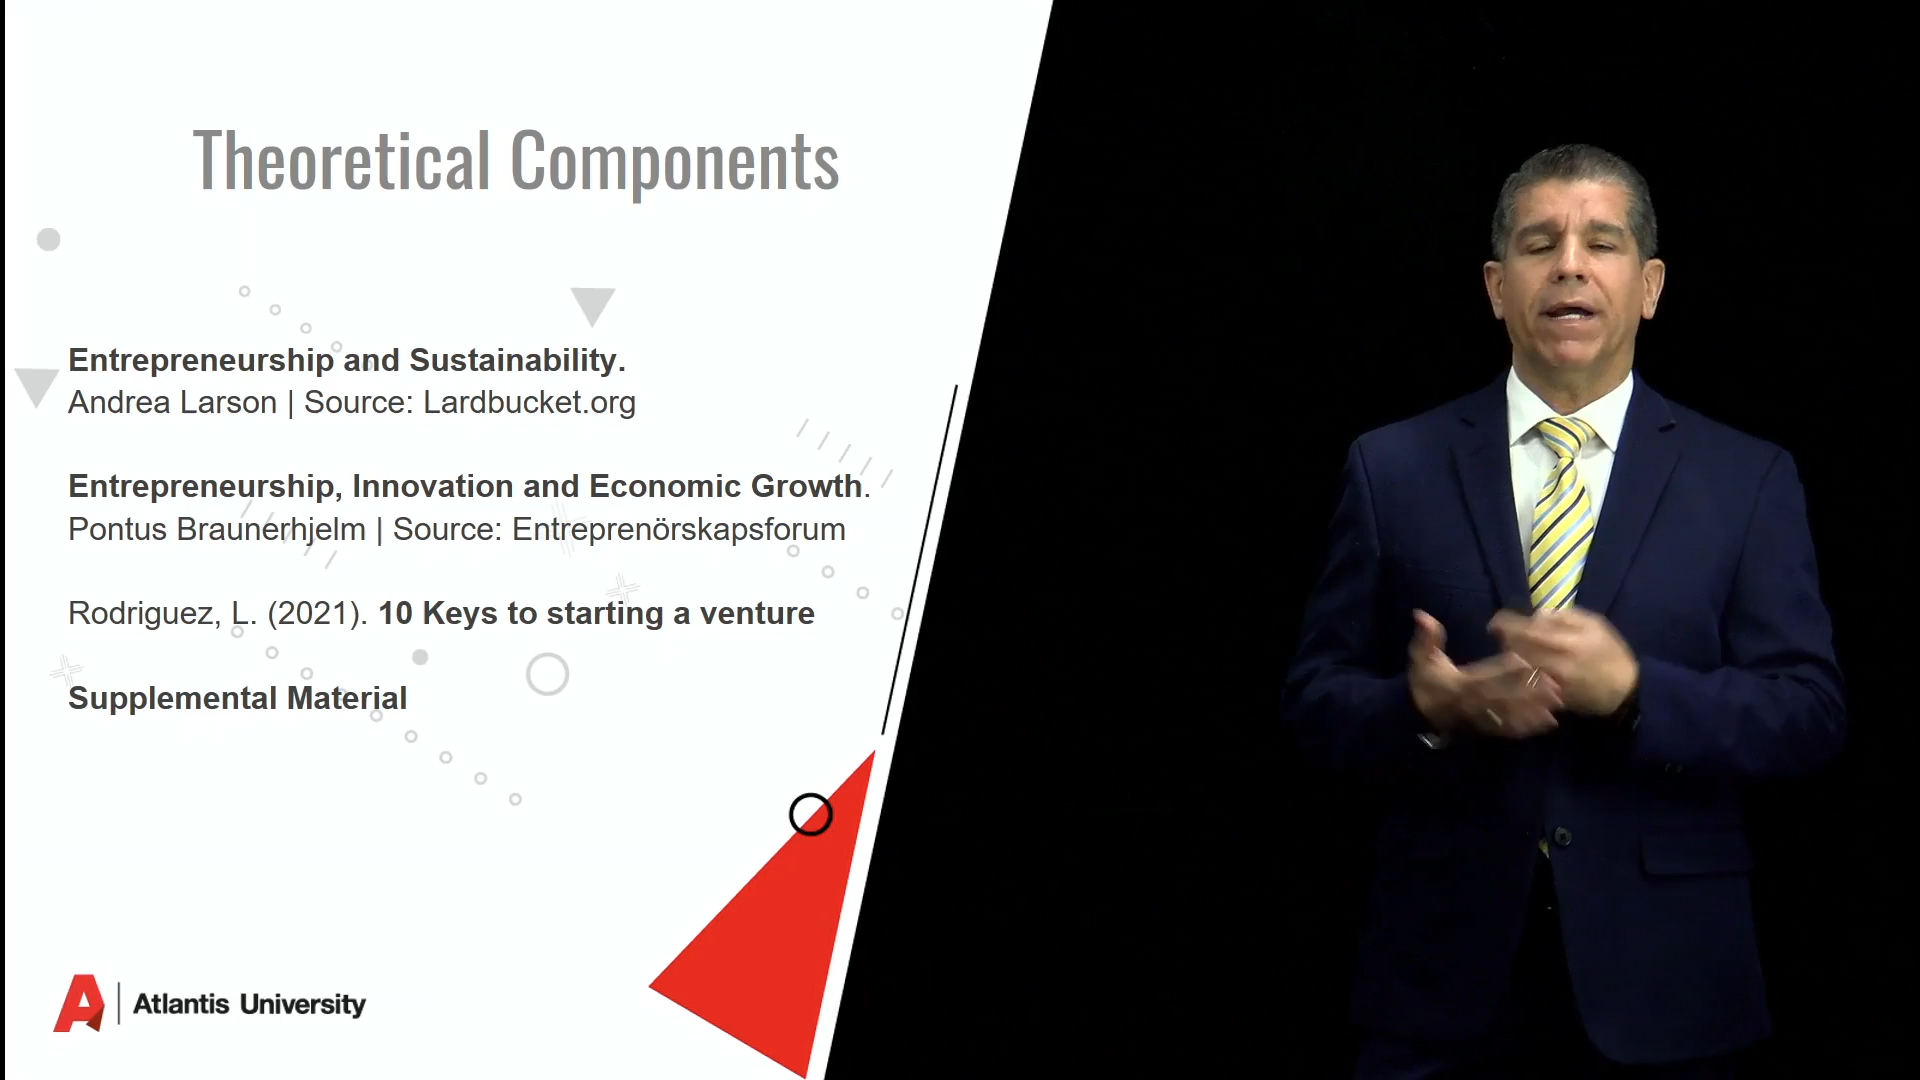 Theoretical Components
Entrepreneurship and Sustainability.
Andrea Larson | Source: Lardbucket.org
Entrepreneurship, Innovation and Economic Growth.
Pontus Braunerhjelm | Source: Entreprenörskapsforum
Rodriguez, L. (2021). 10 Keys to starting a venture
Supplemental Material
Atlantis University